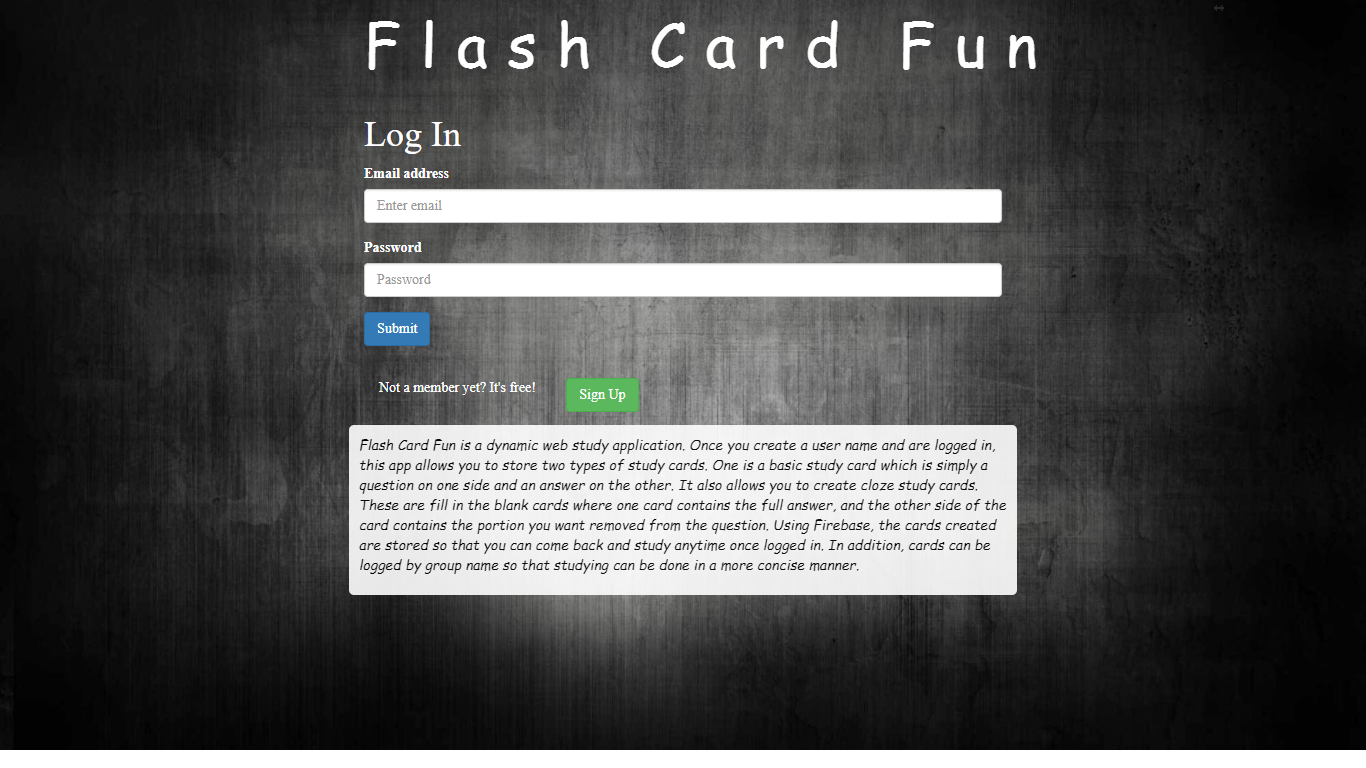 Flash Card Fun
Log In
Email address
Enter email
Password
Password
Submit
Not a member yet? It's free!
Sign Up
Flash Card Fun is a dynamic web study application. Once you create a user name and are logged in,
this app allows you to store two types of study cards. One is a basic study card which is simply a
question on one side and an answer on the other. It also allows you to create cloze study cards.
These are fill in the blank cards where one card contains the full answer, and the other side of the
card contains the portion you want removed from the question. Using Firebase, the cards created
are stored so that you can come back and study anytime once logged in. In addition, cards can be
logged by group name so that studying can be done in a more concise manner.